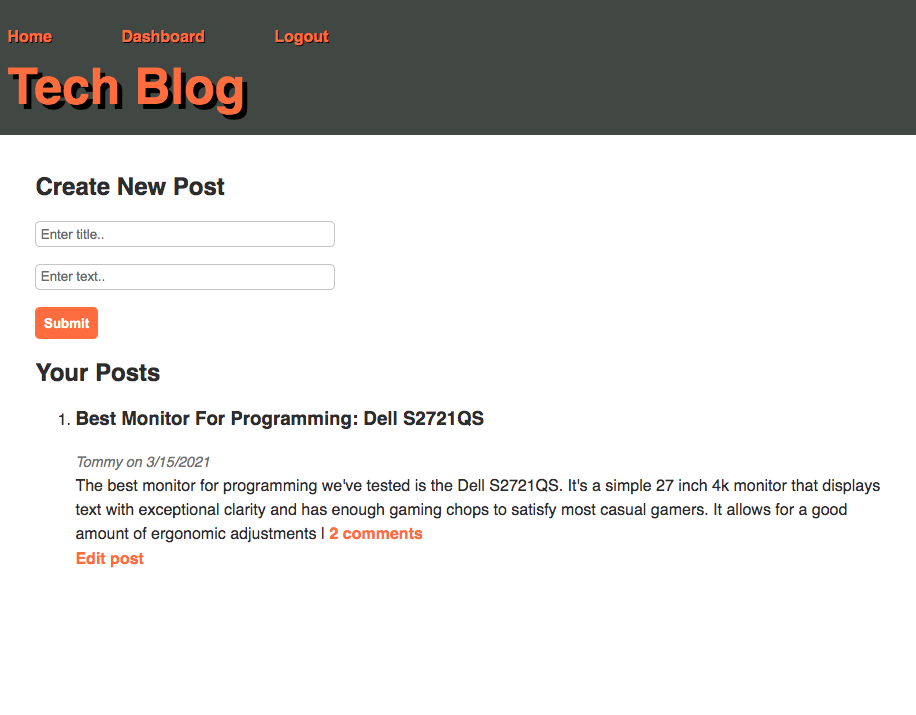 Home Dashboard Logout
Tech Blog
Create New Post
Enter title..
Enter text..
Submit
Your Posts
1. Best Monitor For Programming: Dell S2721QS
Tommy on 3/15/2021
The best monitor for programming we've tested is the Dell S2721QS. It's a simple 27 inch 4k monitor that displays
text with exceptional clarity and has enough gaming chops to satisfy most casual gamers. It allows for a good
amount of ergonomic adjustments | 2 comments
Edit post